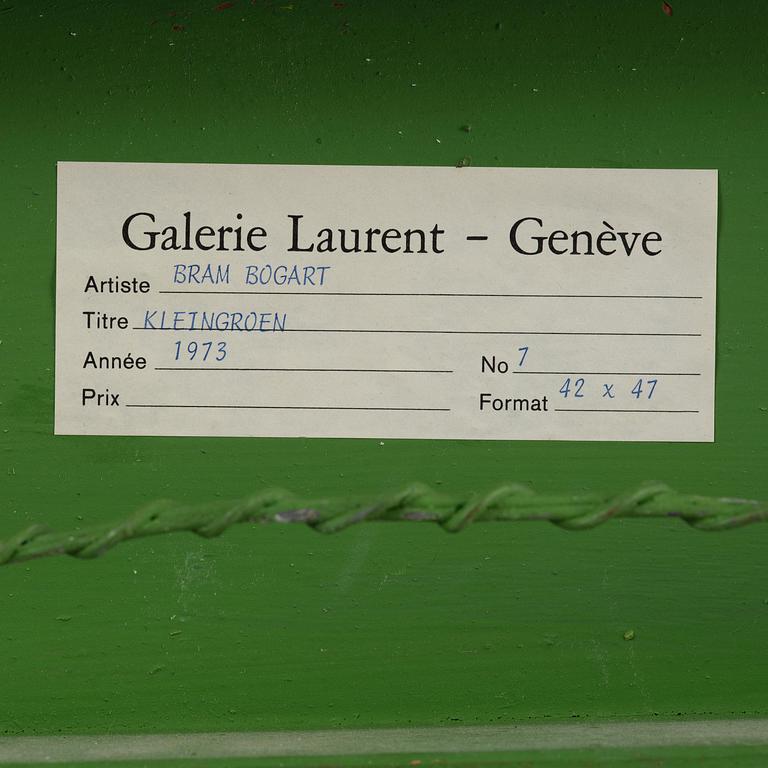 Galerie Laurent – Genève
Artiste BRAM BOGART
Titre KLEINGROEN
Année 1973 No 7
Prix Format 42 x 47